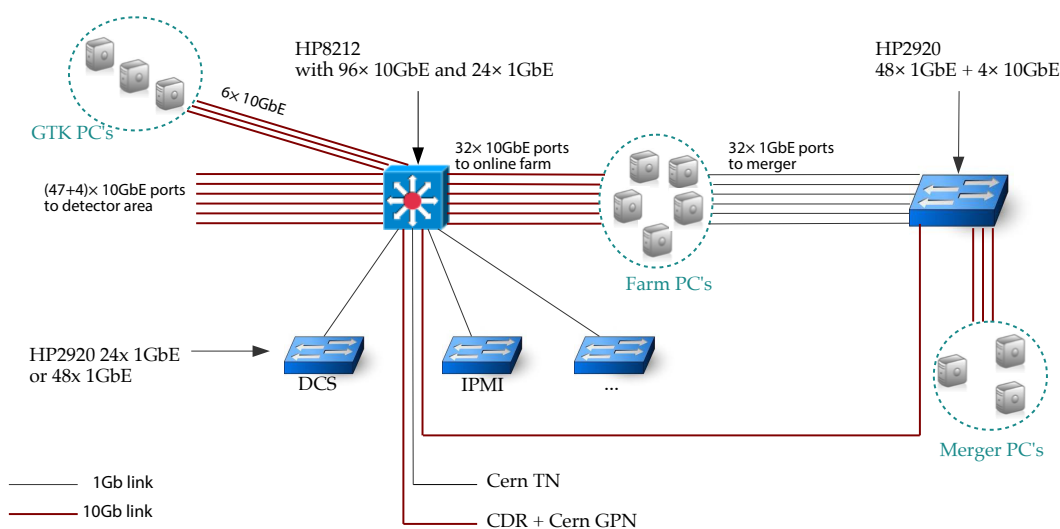 HP8212
with 96× 10GbE and 24× 1GbE
HP2920
48× 1GbE + 4× 10GbE
6× 10GbE
GTK PC's
32× 10GbE ports
to online farm
32× 1GbE ports
to merger
(47+4)× 10GbE ports
to detector area
Farm PC's
HP2920 24x 1GbE
or 48x 1GbE
DCS
IPMI
...
Merger PC's
1Gb link
10Gb link
Cern TN
CDR + Cern GPN